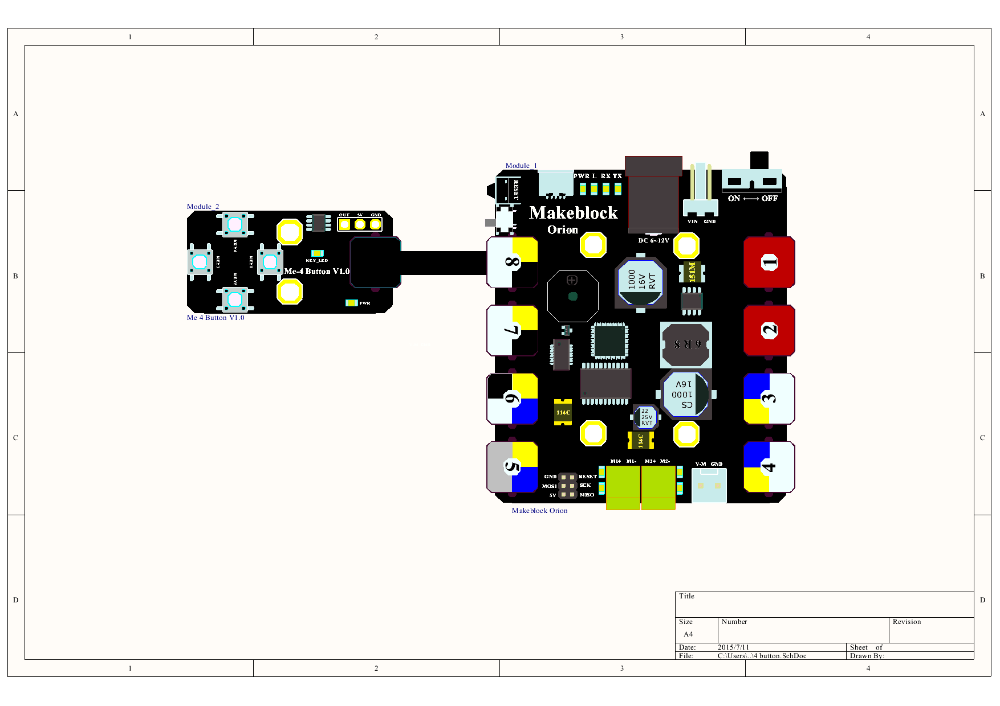 1 2 3 4
A A
B B
C C
D D
1 2 3 4
Module_2
OUT 5V GND
KEY4
KEY3
KEY1
KEY2
KEY_LED
Me-4 Button V1.0
PWR
Me 4 Button V1.0
Module_1
PWR L RX TX
RESET
ON ⟷ OFF
Makeblock
Orion
VIN GND
DC 6~12V
8
7
6
5
1
2
3
4
1000
16V
RVT
151M
6R8
CS
1000
16V
22
25V
RVT
114C
114C
M1+ M1- M2+ M2-
V-M GND
GND RESET
MOSI SCK
5V MISO
Makeblock Orion
Title
Size Number Revision
A4
Date: 2015/7/11 Sheet of
File: C:\Users\..\4 button.SchDoc Drawn By: